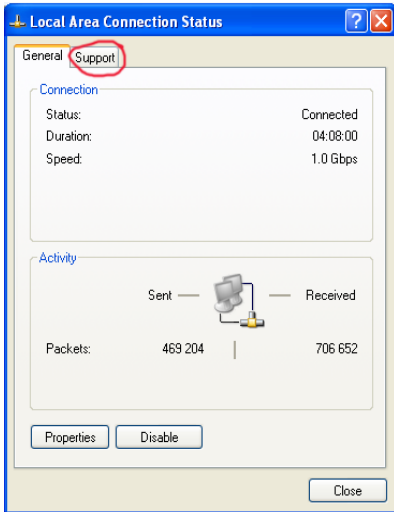 Local Area Connection Status
General Support
Connection
Status: Connected
Duration: 04:08:00
Speed: 1.0 Gbps
Activity
Sent Received
Packets: 469 204 706 652
Properties Disable
Close